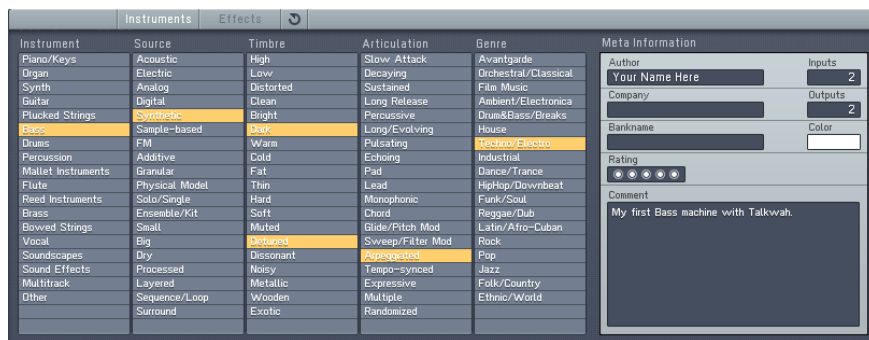 Instruments Effects
Instrument Source Timbre Articulation Genre Meta Information
Piano/Keys Acoustic High Slow Attack Avantgarde
Organ Electric Low Decaying Orchestral/Classical
Synth Analog Distorted Sustained Film Music
Guitar Digital Clean Long Release Ambient/Electronica
Plucked Strings Synthetic Bright Percussive Drum&Bass/Breaks
Bass Sample-based Dark Long/Evolving House
Drums FM Warm Pulsating Techno/Electro
Percussion Additive Cold Echoing Industrial
Mallet Instruments Granular Fat Pad Dance/Trance
Flute Physical Model Thin Lead HipHop/Downbeat
Reed Instruments Solo/Single Hard Monophonic Funk/Soul
Brass Ensemble/Kit Soft Chord Reggae/Dub
Bowed Strings Small Muted Glide/Pitch Mod Latin/Afro-Cuban
Vocal Big Detuned Sweep/Filter Mod Rock
Soundscapes Dry Dissonant Arpeggiated Pop
Sound Effects Processed Noisy Tempo-synced Jazz
Multitrack Layered Metallic Expressive Folk/Country
Other Sequence/Loop Wooden Multiple Ethnic/World
Surround Exotic Randomized
Author Inputs
Your Name Here 2
Company Outputs
2
Bankname Color
Rating
Comment
My first Bass machine with Talkwah.